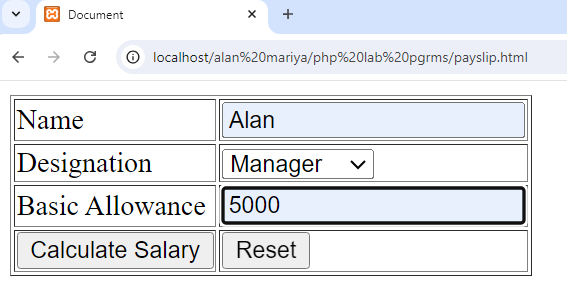 Document
localhost/alan%20mariya/php%20lab%20pgrms/payslip.html
Name Alan
Designation Manager
Basic Allowance 5000
Calculate Salary Reset